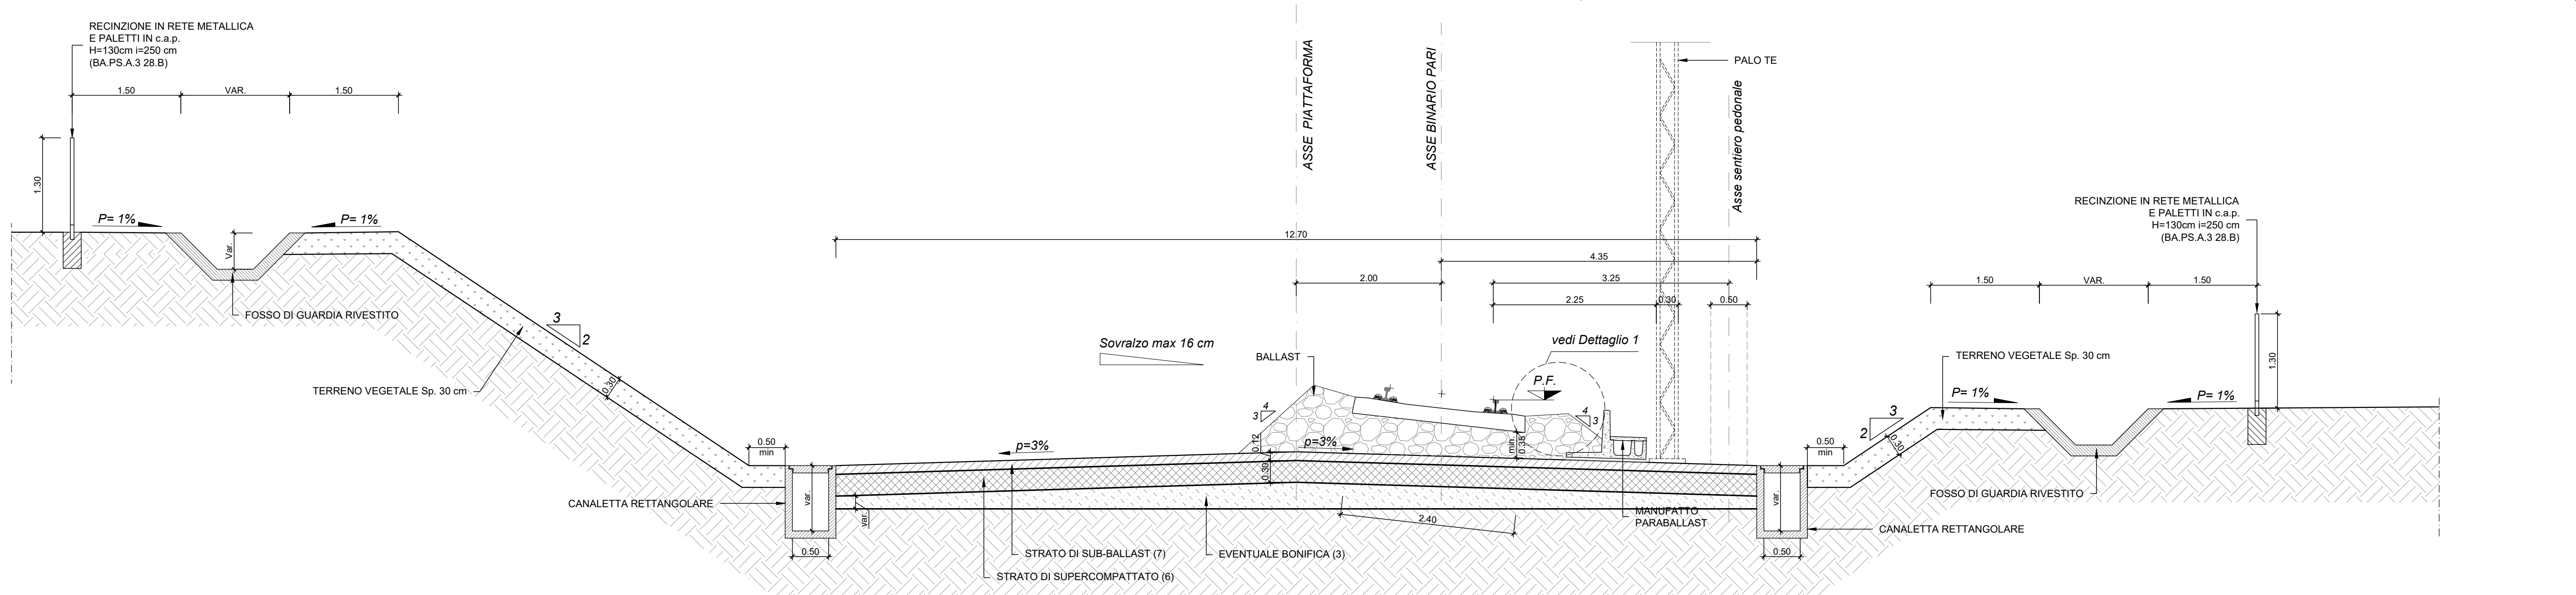 RECINZIONE IN RETE METALLICA
E PALETTI IN c.a.p.
H=130cm i=250 cm
(BA.PS.A.3 28.B)
1.50
VAR.
1.50
1.30
P= 1%
P= 1%
Var.
FOSSO DI GUARDIA RIVESTITO
3
2
TERRENO VEGETALE Sp. 30 cm
0.30
0.50
min
var.
CANALETTA RETTANGOLARE
0.50
var.
ASSE PIATTAFORMA
ASSE BINARIO PARI
PALO TE
Asse sentiero pedonale
12.70
4.35
2.00
3.25
2.25
0.30
0.50
Sovralzo max 16 cm
BALLAST
vedi Dettaglio 1
P.F.
4
3
4
3
p=3%
0.12
p=3%
min.
0.35
0.30
2.40
MANUFATTO
PARABALLAST
STRATO DI SUB-BALLAST (7)
EVENTUALE BONIFICA (3)
STRATO DI SUPERCOMPATTATO (6)
RECINZIONE IN RETE METALLICA
E PALETTI IN c.a.p.
H=130cm i=250 cm
(BA.PS.A.3 28.B)
1.50
VAR.
1.50
1.30
TERRENO VEGETALE Sp. 30 cm
P= 1%
P= 1%
3
2
0.30
0.50
min
var.
FOSSO DI GUARDIA RIVESTITO
CANALETTA RETTANGOLARE
0.50